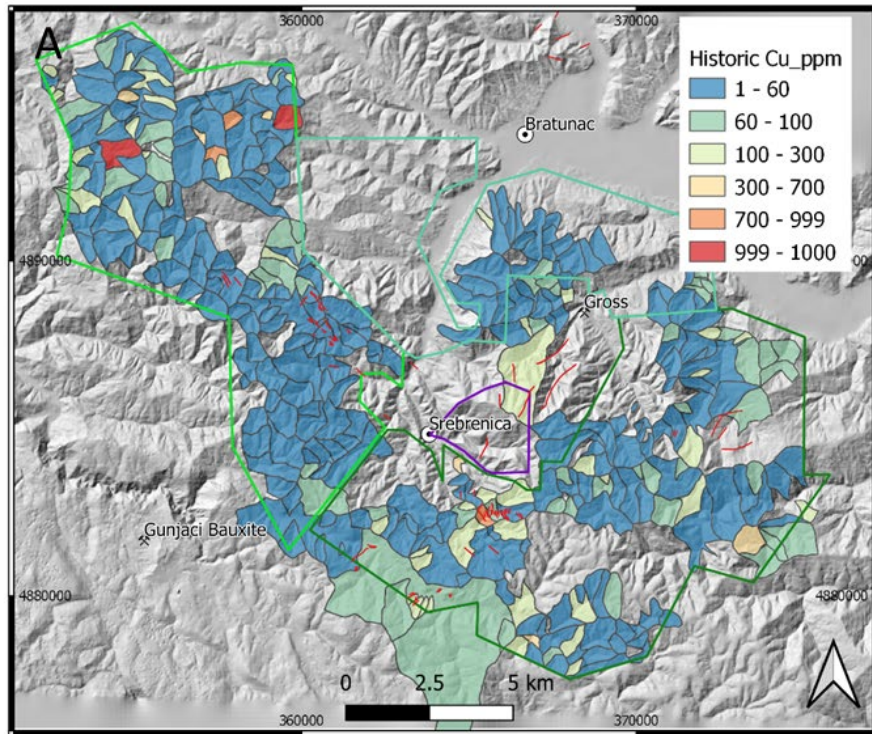 A
360000
370000
Historic Cu_ppm
1 - 60
60 - 100
100 - 300
300 - 700
700 - 999
999 - 1000
Bratunac
4890000
Gross
Srebrenica
Gunjaci Bauxite
4880000
4880000
0 2.5 5 km
360000
370000